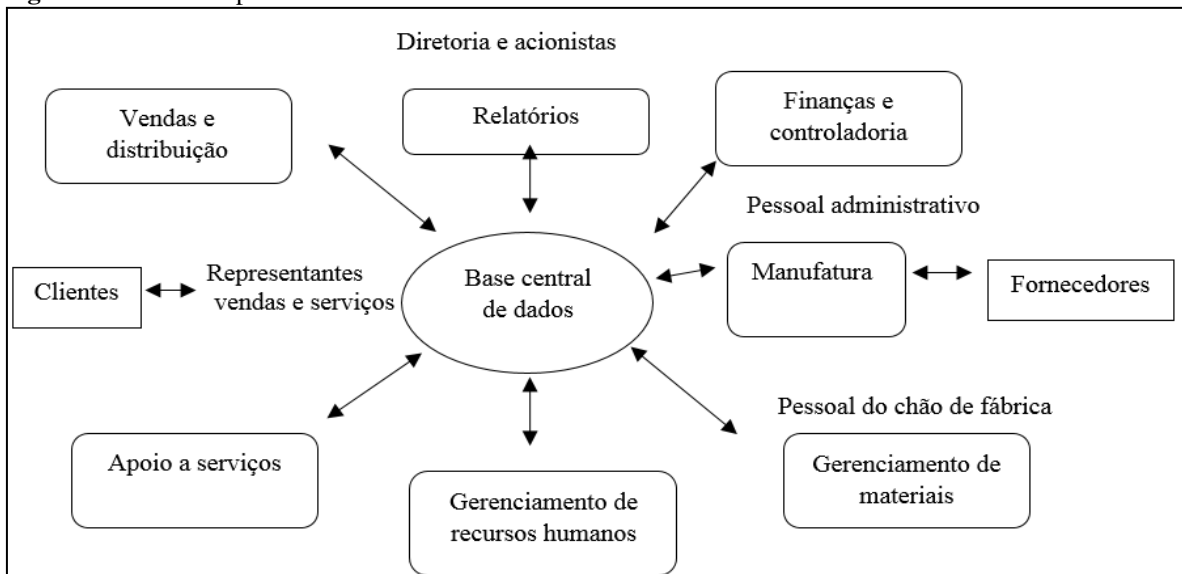 Diretoria e acionistas
Vendas e
distribuição
Relatórios
Finanças e
controladoria
Pessoal administrativo
Clientes
Representantes
vendas e serviços
Base central
de dados
Manufatura
Fornecedores
Pessoal do chão de fábrica
Apoio a serviços
Gerenciamento de
recursos humanos
Gerenciamento de
materiais